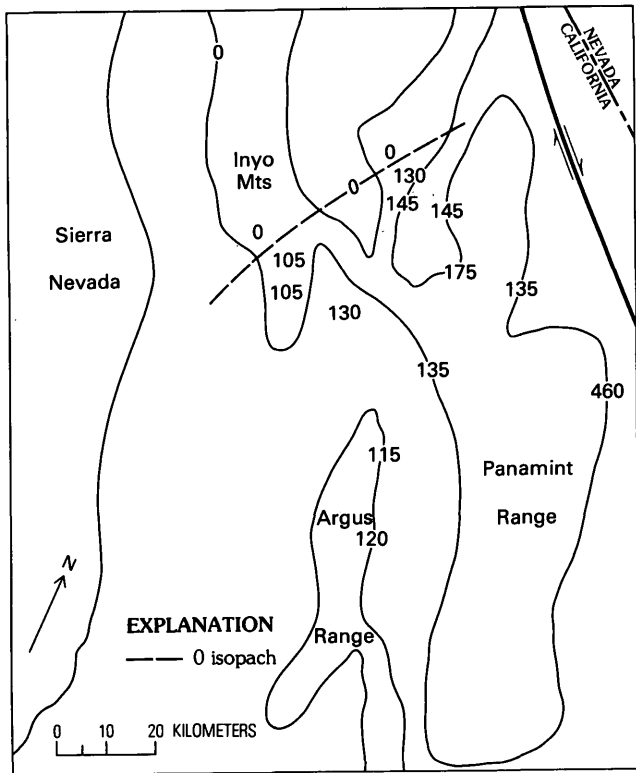 NEVADA
CALIFORNIA
0
Inyo
Mts
0
0
130
145
145
0
Sierra
Nevada
105
105
130
175
135
135
460
115
Argus
120
Range
Panamint
Range
N
EXPLANATION
0 isopach
0 10 20 KILOMETERS